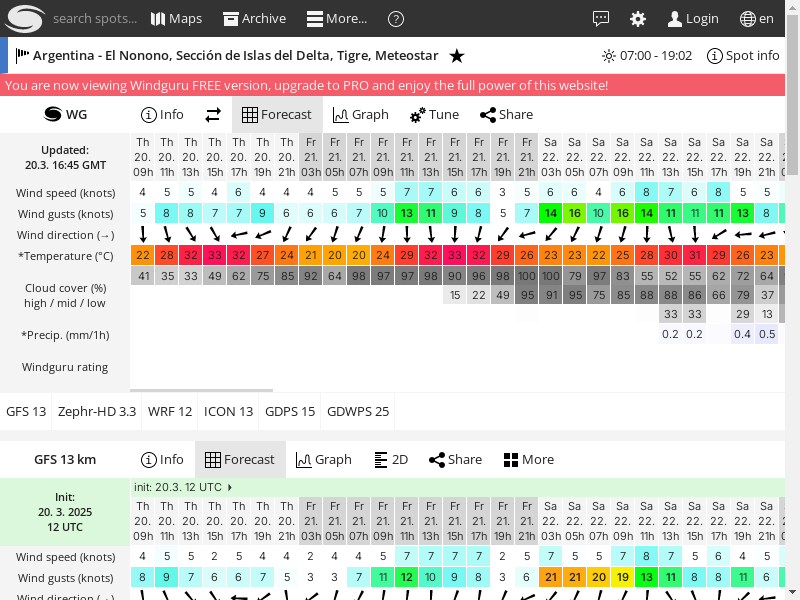 search spots... Maps Archive More... ? Login en
Argentina - El Nonono, Sección de Islas del Delta, Tigre, Meteostar 07:00 - 19:02 Spot info
You are now viewing Windguru FREE version, upgrade to PRO and enjoy the full power of this website!
WG Info Forecast Graph Tune Share
Updated:
20.3. 16:45 GMT
Th Th Th Th Th Th Th Fr Fr Fr Fr Fr Fr Fr Fr Fr Fr Sa Sa Sa Sa Sa Sa Sa Sa Sa Sa
20. 20. 20. 20. 20. 20. 20. 21. 21. 21. 21. 21. 21. 21. 21. 21. 21. 22. 22. 22. 22. 22. 22. 22. 22. 22. 22.
09h 11h 13h 15h 17h 19h 21h 03h 05h 07h 09h 11h 13h 15h 17h 19h 21h 03h 05h 07h 09h 11h 13h 15h 17h 19h 21h
Wind speed (knots) 4 5 5 4 6 4 4 4 5 5 5 7 7 6 6 3 5 6 6 4 6 8 7 6 8 5 5
Wind gusts (knots) 5 8 8 7 7 9 6 6 6 7 10 13 11 9 8 5 7 14 16 10 16 14 11 11 11 13 8
Wind direction (→)
*Temperature (°C) 22 28 32 33 32 27 24 21 20 20 24 29 32 33 32 29 26 23 23 22 25 28 30 31 29 26 23
Cloud cover (%)
high / mid / low
41 35 33 49 62 75 85 92 64 98 97 97 98 90 96 98 100 100 79 97 83 55 52 55 62 72 64
15 22 49 95 91 95 75 85 88 88 86 66 79 37
33 33 29 13
*Precip. (mm/1h) 0.2 0.2 0.4 0.5
Windguru rating
GFS 13 Zephr-HD 3.3 WRF 12 ICON 13 GDPS 15 GDWPS 25
GFS 13 km Info Forecast Graph 2D Share More
init: 20.3. 12 UTC
Init:
20. 3. 2025
12 UTC
Th Th Th Th Th Th Th Fr Fr Fr Fr Fr Fr Fr Fr Fr Fr Sa Sa Sa Sa Sa Sa Sa Sa Sa Sa
20. 20. 20. 20. 20. 20. 20. 21. 21. 21. 21. 21. 21. 21. 21. 21. 21. 22. 22. 22. 22. 22. 22. 22. 22. 22. 22.
09h 11h 13h 15h 17h 19h 21h 03h 05h 07h 09h 11h 13h 15h 17h 19h 21h 03h 05h 07h 09h 11h 13h 15h 17h 19h 21h
Wind speed (knots) 4 5 5 2 5 4 4 2 4 4 5 7 7 7 7 2 5 7 5 5 7 8 7 5 6 4 5
Wind gusts (knots) 8 9 7 6 6 7 5 3 3 7 11 12 10 9 8 3 6 21 21 20 19 13 11 8 8 11 6
Wind direction (→)